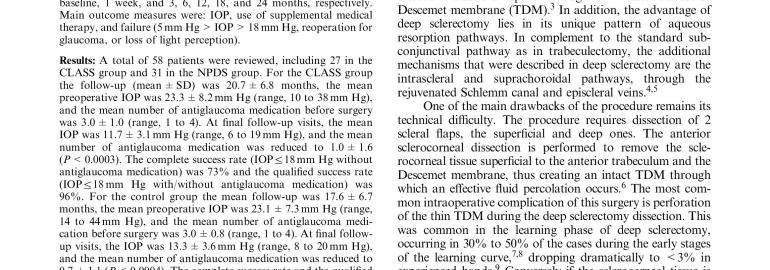 baseline, 1 week, and 3, 6, 12, 18, and 24 months, respectively.
Main outcome measures were: IOP, use of supplemental medical
therapy, and failure (5 mm Hg > IOP > 18 mm Hg, reoperation for
glaucoma, or loss of light perception).
Results: A total of 58 patients were reviewed, including 27 in the
CLASS group and 31 in the NPDS group. For the CLASS group
the follow-up (mean ± SD) was 20.7 ± 6.8 months, the mean
preoperative IOP was 23.3 ± 8.2 mm Hg (range, 10 to 38 mm Hg),
and the mean number of antiglaucoma medication before surgery
was 3.0 ± 1.0 (range, 1 to 4). At final follow-up visits, the mean
IOP was 11.7 ± 3.1 mm Hg (range, 6 to 19 mm Hg), and the mean
number of antiglaucoma medication was reduced to 1.0 ± 1.6
(P < 0.0003). The complete success rate (IOP≤18 mm Hg without
antiglaucoma medication) was 73% and the qualified success rate
(IOP≤18 mm Hg with/without antiglaucoma medication) was
96%. For the control group the mean follow-up was 17.6 ± 6.7
months, the mean preoperative IOP was 23.1 ± 7.3 mm Hg (range,
14 to 44 mm Hg), and the mean number of antiglaucoma medi-
cation before surgery was 3.0 ± 0.8 (range, 1 to 4). At final follow-
up visits, the IOP was 13.3 ± 3.6 mm Hg (range, 8 to 20 mm Hg),
and the mean number of antiglaucoma medication was reduced to
Descemet membrane (TDM).3 In addition, the advantage of
deep sclerectomy lies in its unique pattern of aqueous
resorption pathways. In complement to the standard sub-
conjunctival pathway as in trabeculectomy, the additional
mechanisms that were described in deep sclerectomy are the
intrascleral and suprachoroidal pathways, through the
rejuvenated Schlemm canal and episcleral veins.4,5
One of the main drawbacks of the procedure remains its
technical difficulty. The procedure requires dissection of 2
scleral flaps, the superficial and deep ones. The anterior
sclerocorneal dissection is performed to remove the scle-
rocorneal tissue superficial to the anterior trabeculum and the
Descemet membrane, thus creating an intact TDM through
which an effective fluid percolation occurs.6 The most com-
mon intraoperative complication of this surgery is perforation
of the thin TDM during the deep sclerectomy dissection. This
was common in the learning phase of deep sclerectomy,
occurring in 30% to 50% of the cases during the early stages
of the learning curve,7,8 dropping dramatically to <3% in